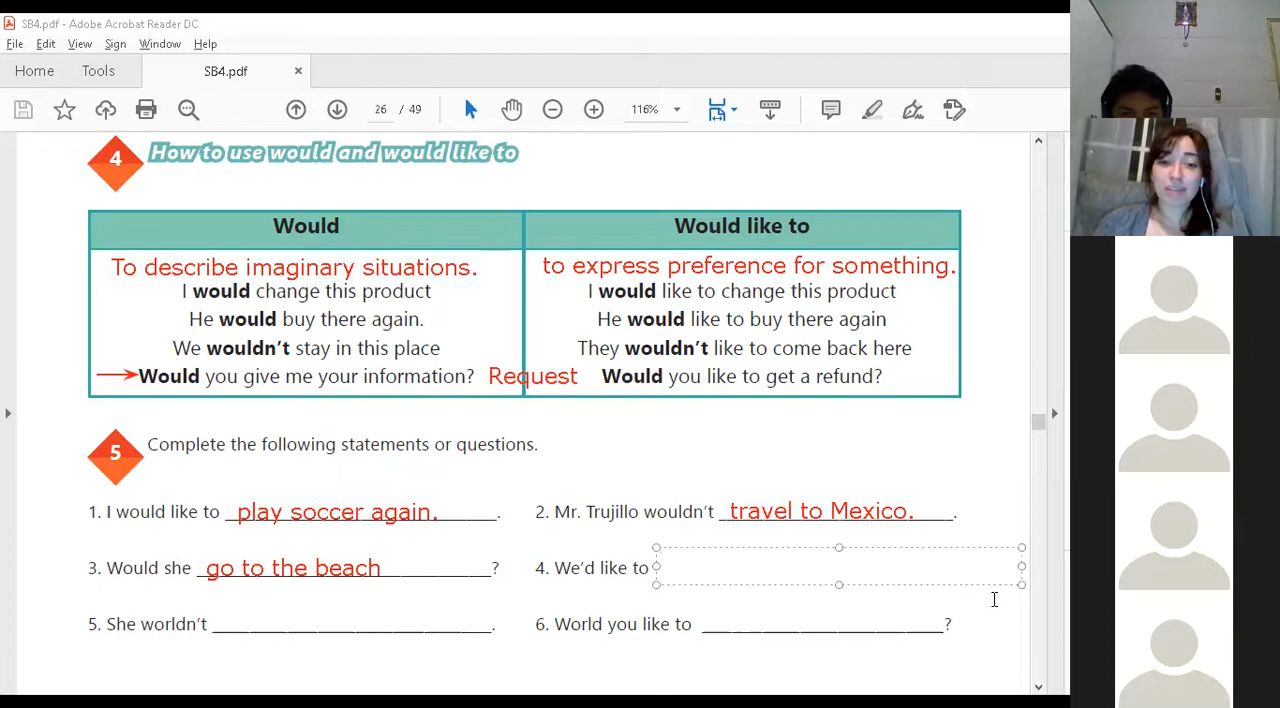 SB4.pdf - Adobe Acrobat Reader DC
File Edit View Sign Window Help
Home Tools SB4.pdf ×
26 / 49 116%
4 How to use would and would like to
Would Would like to
To describe imaginary situations. to express preference for something.
I would change this product I would like to change this product
He would buy there again. He would like to buy there again
We wouldn't stay in this place They wouldn't like to come back here
Would you give me your information? Request Would you like to get a refund?
5 Complete the following statements or questions.
1. I would like to play soccer again. . 2. Mr. Trujillo wouldn't travel to Mexico. .
3. Would she go to the beach ? 4. We'd like to
5. She worldn't ______________________________. 6. World you like to __________________________?